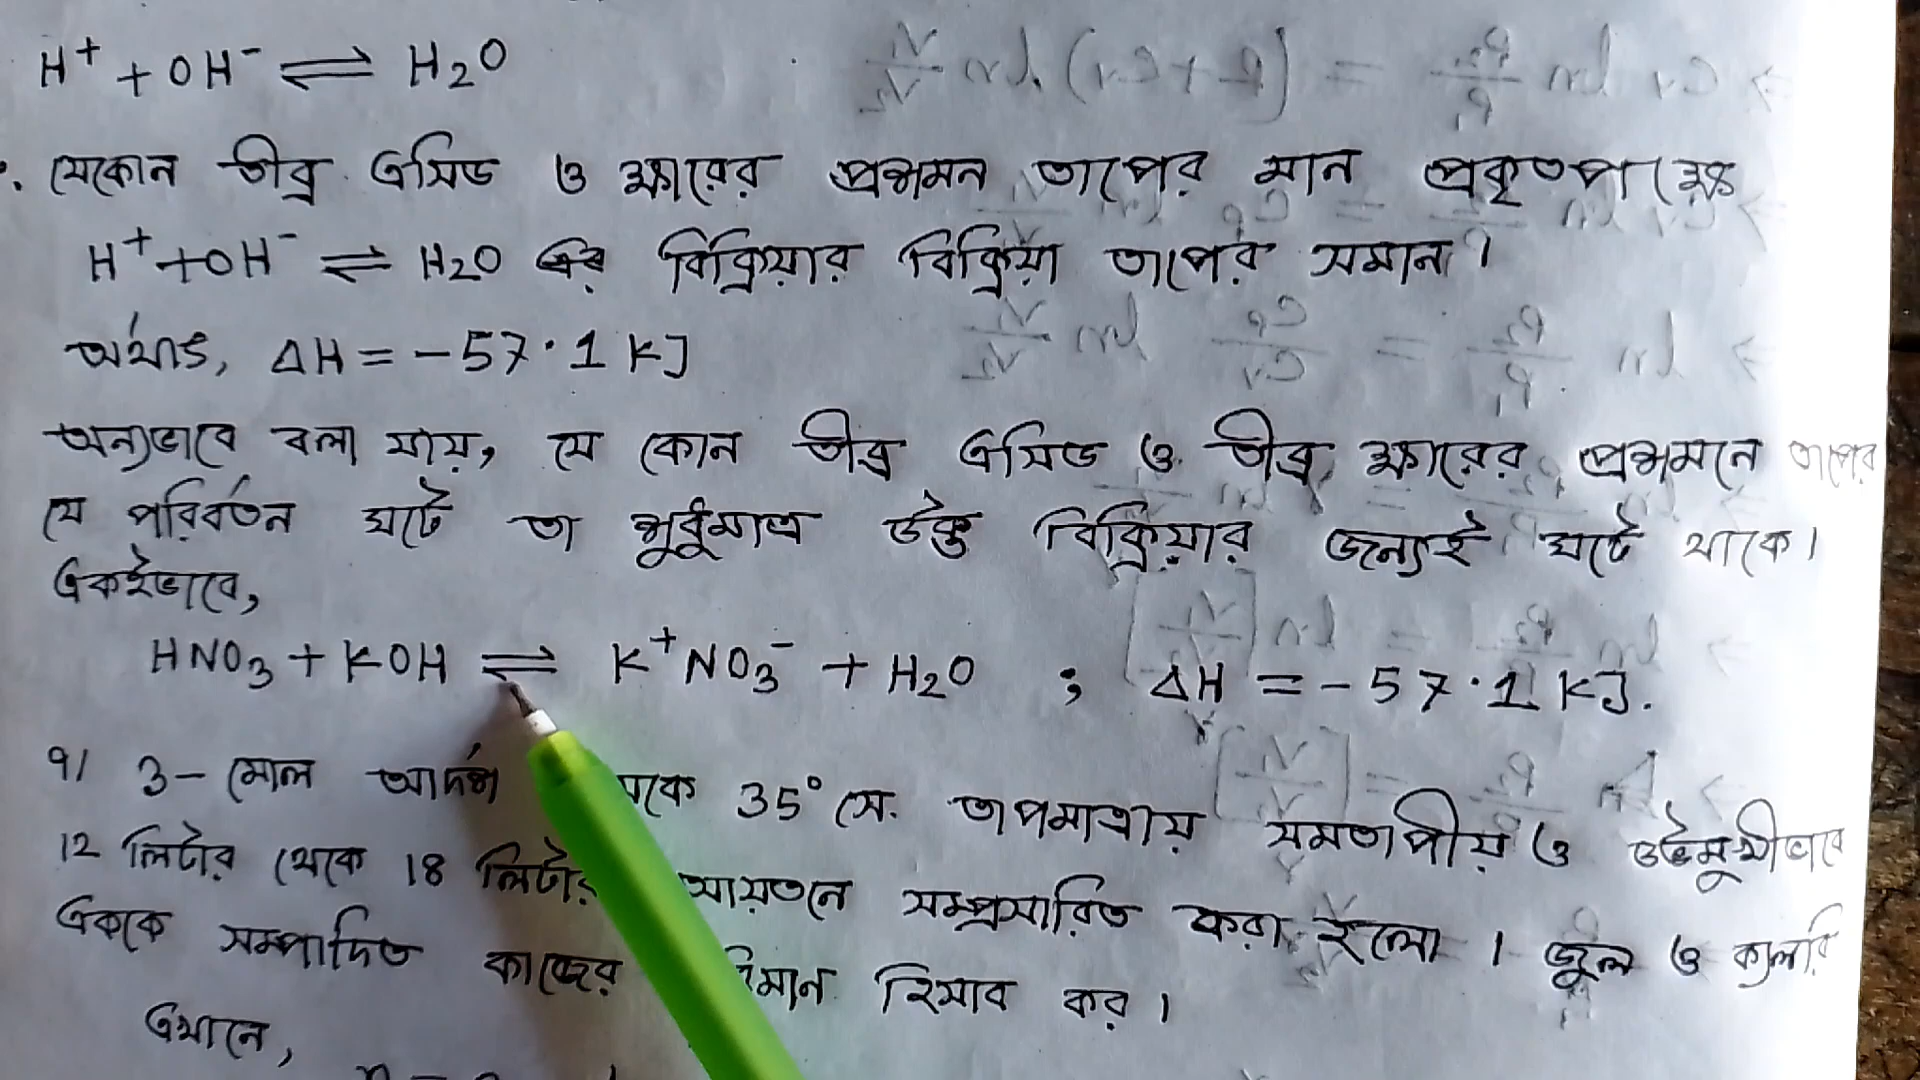 H⁺ + OH⁻ ⇌ H₂O
যেকোন তীব্র এসিড ও ক্ষারের প্রশমন তাপের মান প্রকৃতপক্ষে
H⁺ + OH⁻ ⇌ H₂O এর বিক্রিয়ার বিক্রিয়া তাপের সমান।
অর্থাৎ, ΔH = -57.1 KJ
অন্যভাবে বলা যায়, যে কোন তীব্র এসিড ও তীব্র ক্ষারের প্রশমনে তাপের
যে পরিবর্তন ঘটে তা শুধুমাত্র উক্ত বিক্রিয়ার জন্যেই ঘটে থাকে।
একইভাবে,
HNO₃ + KOH ⇌ K⁺NO₃⁻ + H₂O ; ΔH = -57.1 KJ.
৭। 3- মোল আদর্শ 35° সে. তাপমাত্রায় সমতাপীয় ও উভমুখীভাবে
12 লিটার থেকে 18 লিটার আয়তনে সম্প্রসারিত করা হলো। জুল ও ক্যালরি
এককে সম্পাদিত কাজের হিসাব কর।
এখানে,